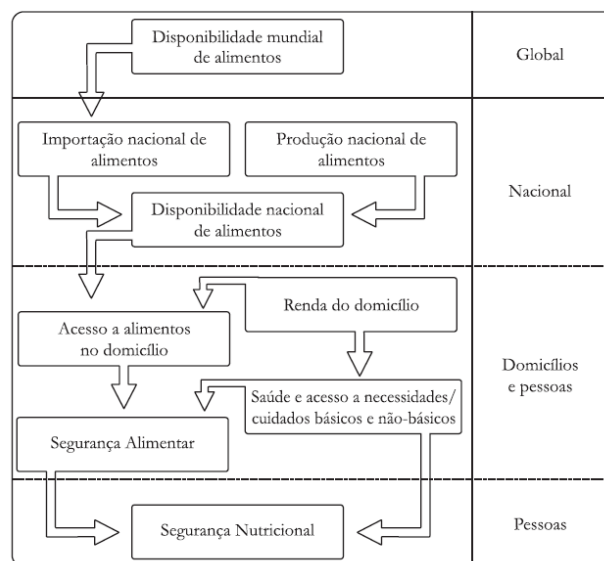 Disponibilidade mundial
de alimentos
Global
Importação nacional de
alimentos
Produção nacional de
alimentos
Disponibilidade nacional
de alimentos
Nacional
Renda do domicílio
Acesso a alimentos
no domicílio
Domicílios
e pessoas
Saúde e acesso a necessidades/
cuidados básicos e não-básicos
Segurança Alimentar
Segurança Nutricional
Pessoas